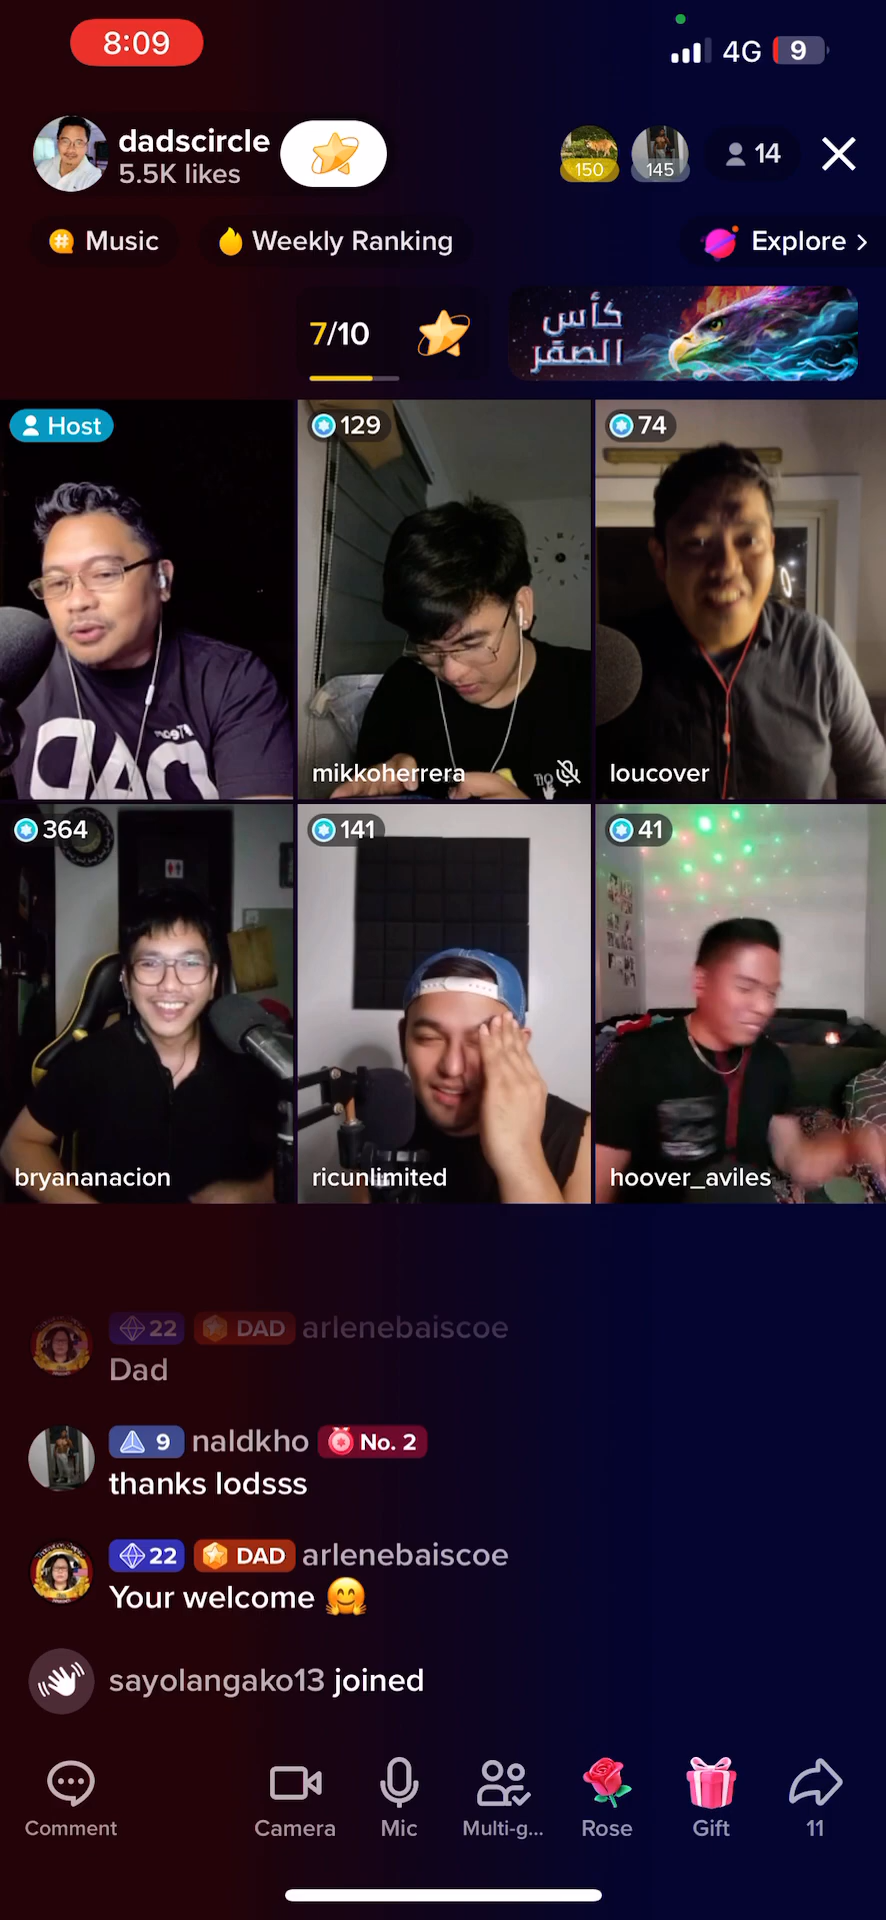 8:09
4G
9
dadscircle
5.5K likes
150
145
14
Music
Weekly Ranking
Explore >
7/10
كأس
الصقر
Host
129
74
DAD
mikkoherrera
loucover
364
141
41
bryananacion
ricunlimited
hoover_aviles
22 DAD arlenebaiscoe
Dad
9 naldkho No. 2
thanks lodsss
22 DAD arlenebaiscoe
Your welcome 🤗
sayolangako13 joined
Comment
Camera
Mic
Multi-g...
Rose
Gift
11